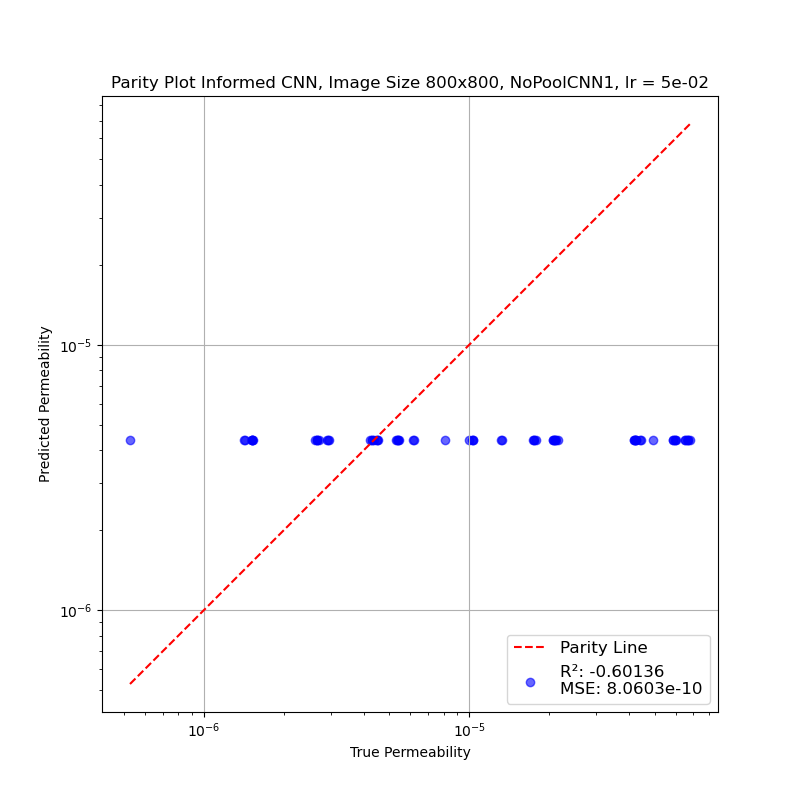 Parity Plot Informed CNN, Image Size 800x800, NoPoolCNN1, lr = 5e-02
Predicted Permeability
10⁻⁵
10⁻⁶
10⁻⁶
10⁻⁵
True Permeability
Parity Line
R²: -0.60136
MSE: 8.0603e-10